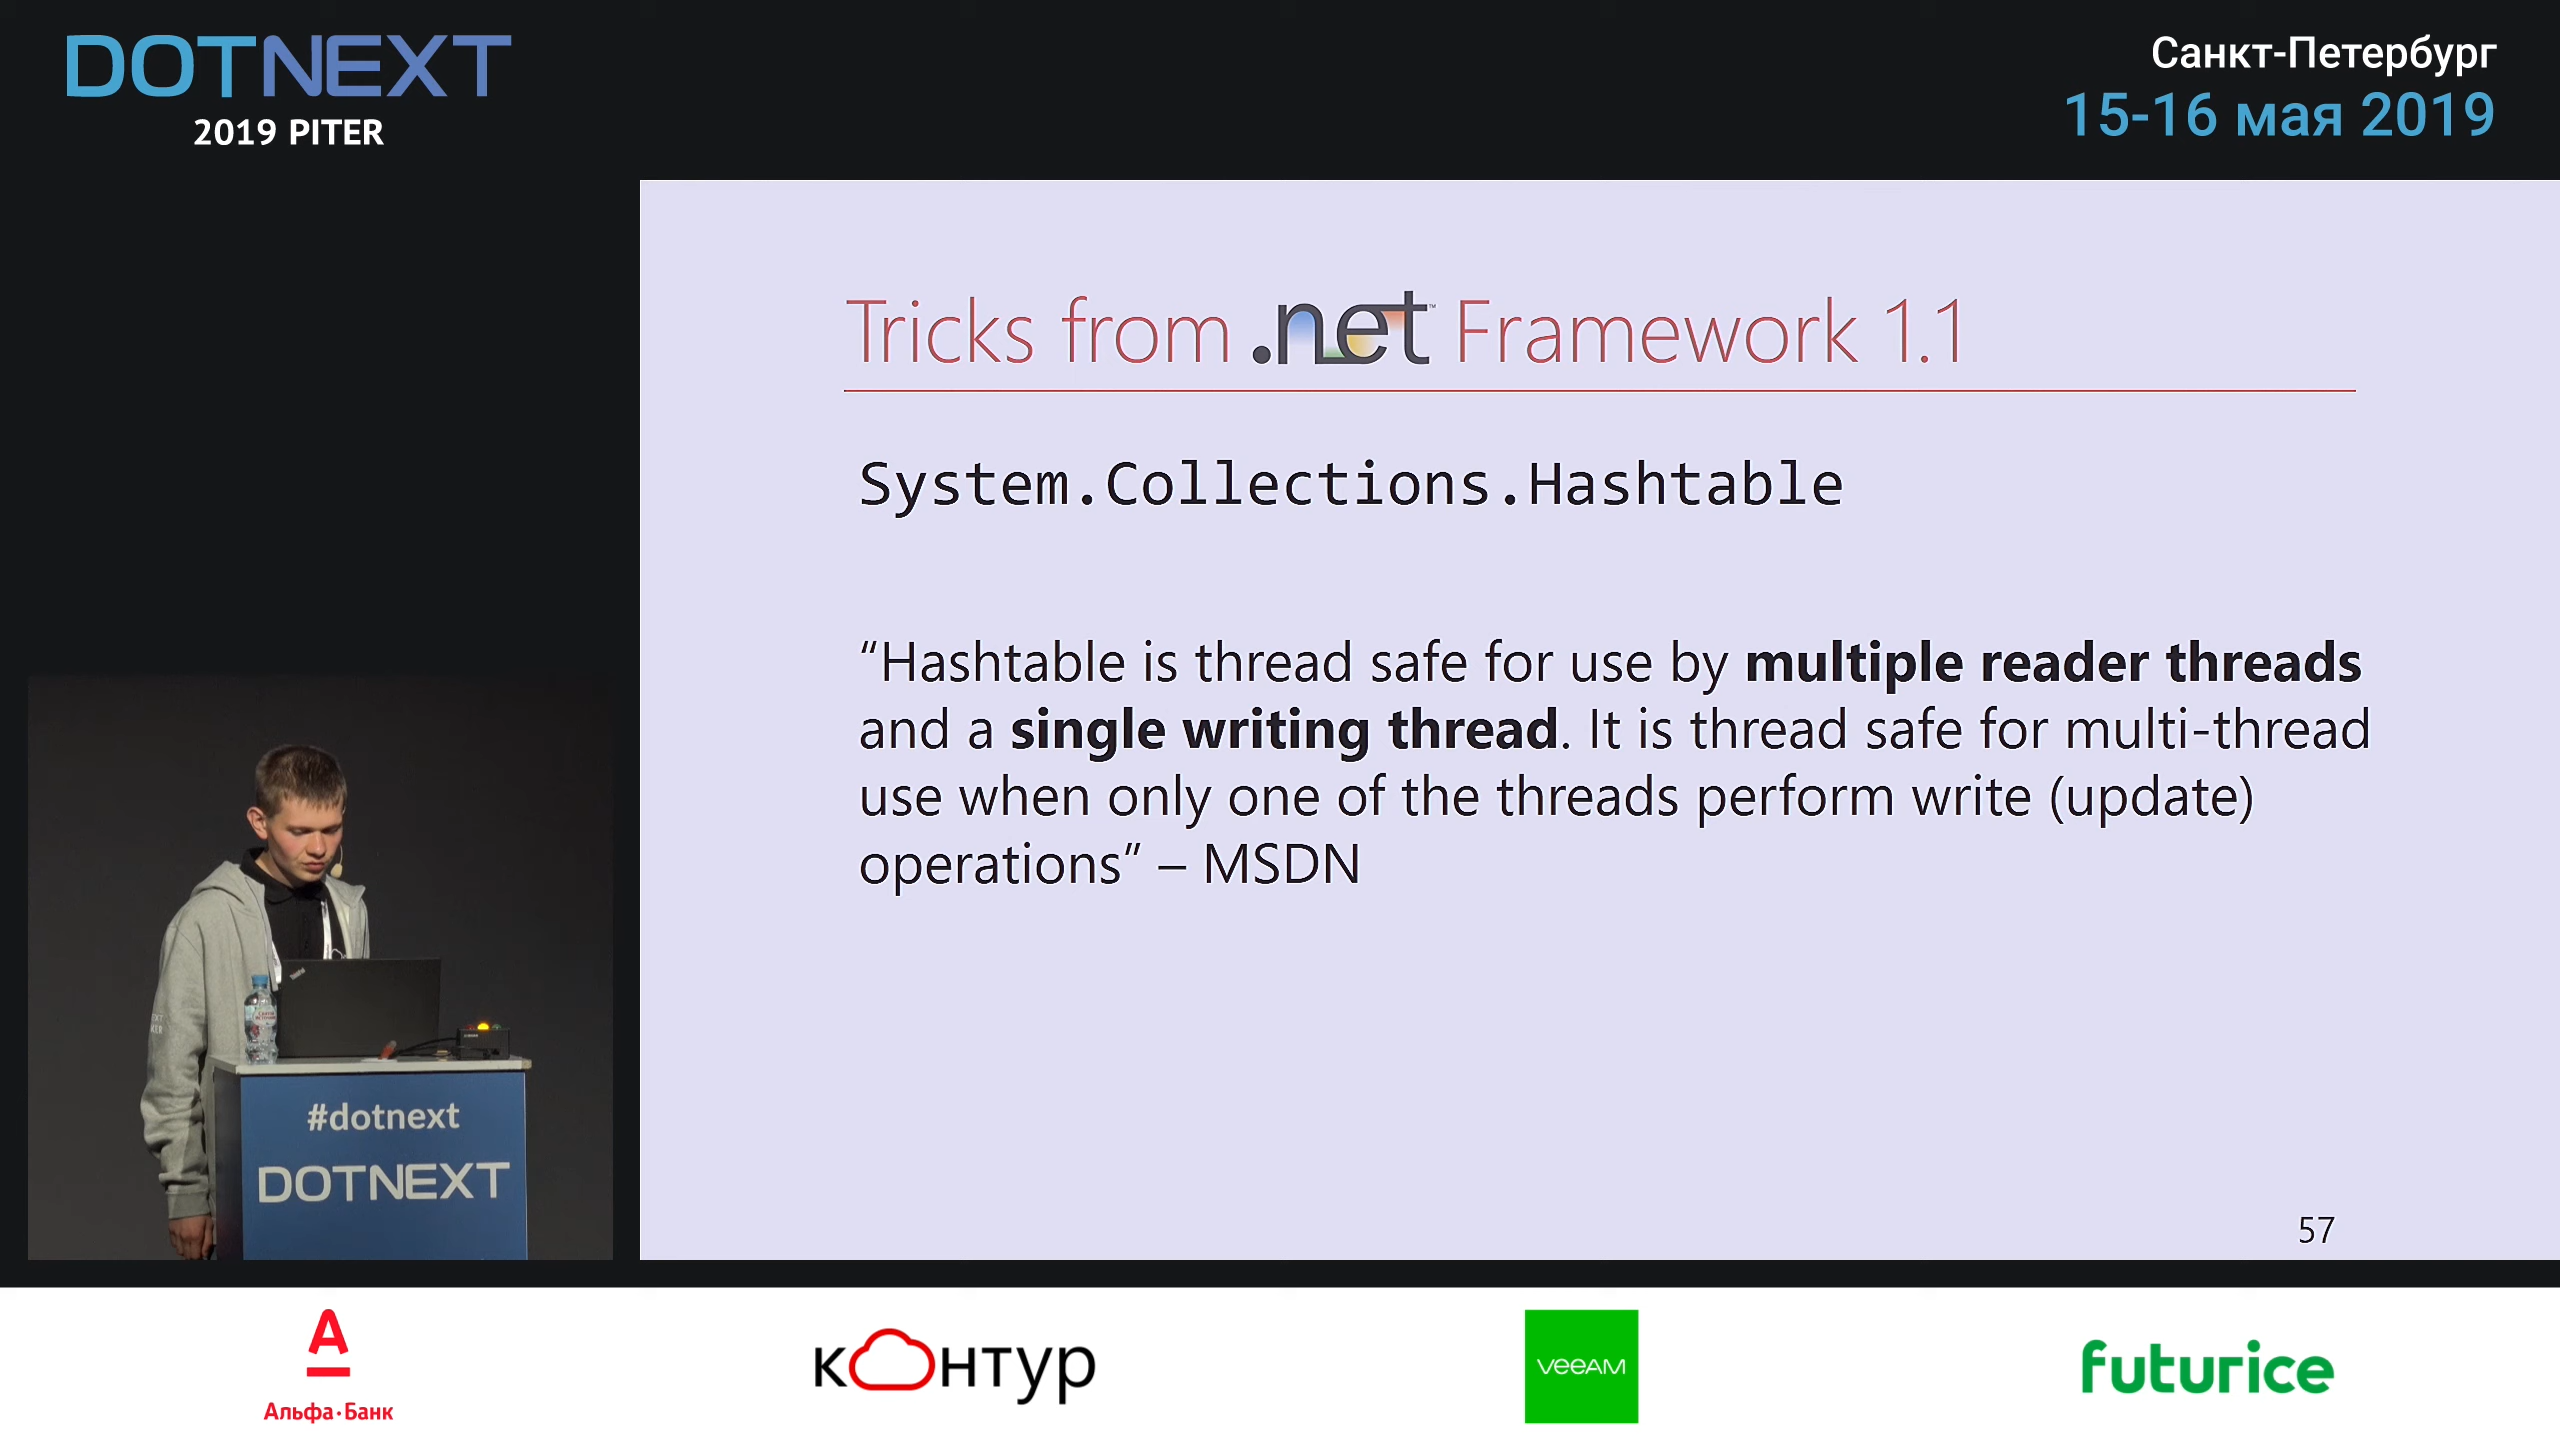 DOTNEXT
2019 PITER
Санкт-Петербург
15-16 мая 2019
Tricks from .net Framework 1.1
System.Collections.Hashtable
“Hashtable is thread safe for use by multiple reader threads
and a single writing thread. It is thread safe for multi-thread
use when only one of the threads perform write (update)
operations” – MSDN
57
#dotnext
DOTNEXT
Альфа·Банк
контур
veeam
futurice